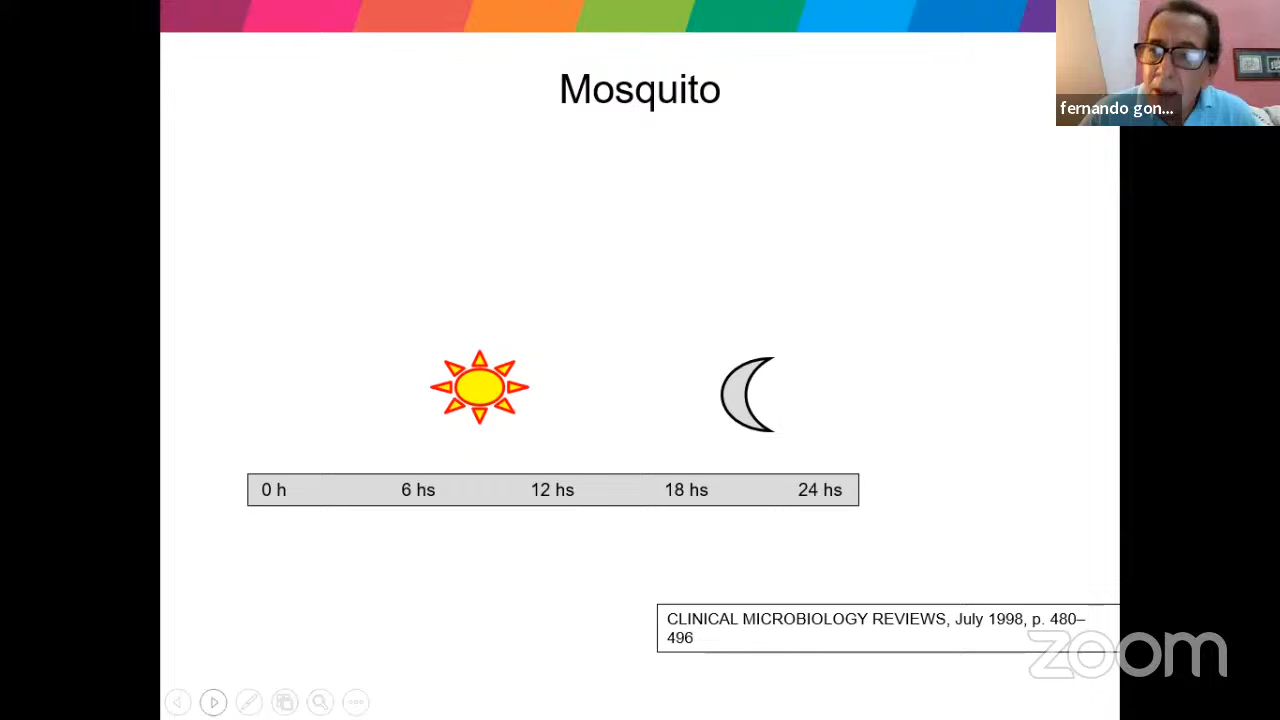 Mosquito
fernando gon...
0 h 6 hs 12 hs 18 hs 24 hs
CLINICAL MICROBIOLOGY REVIEWS, July 1998, p. 480–
496
zoom